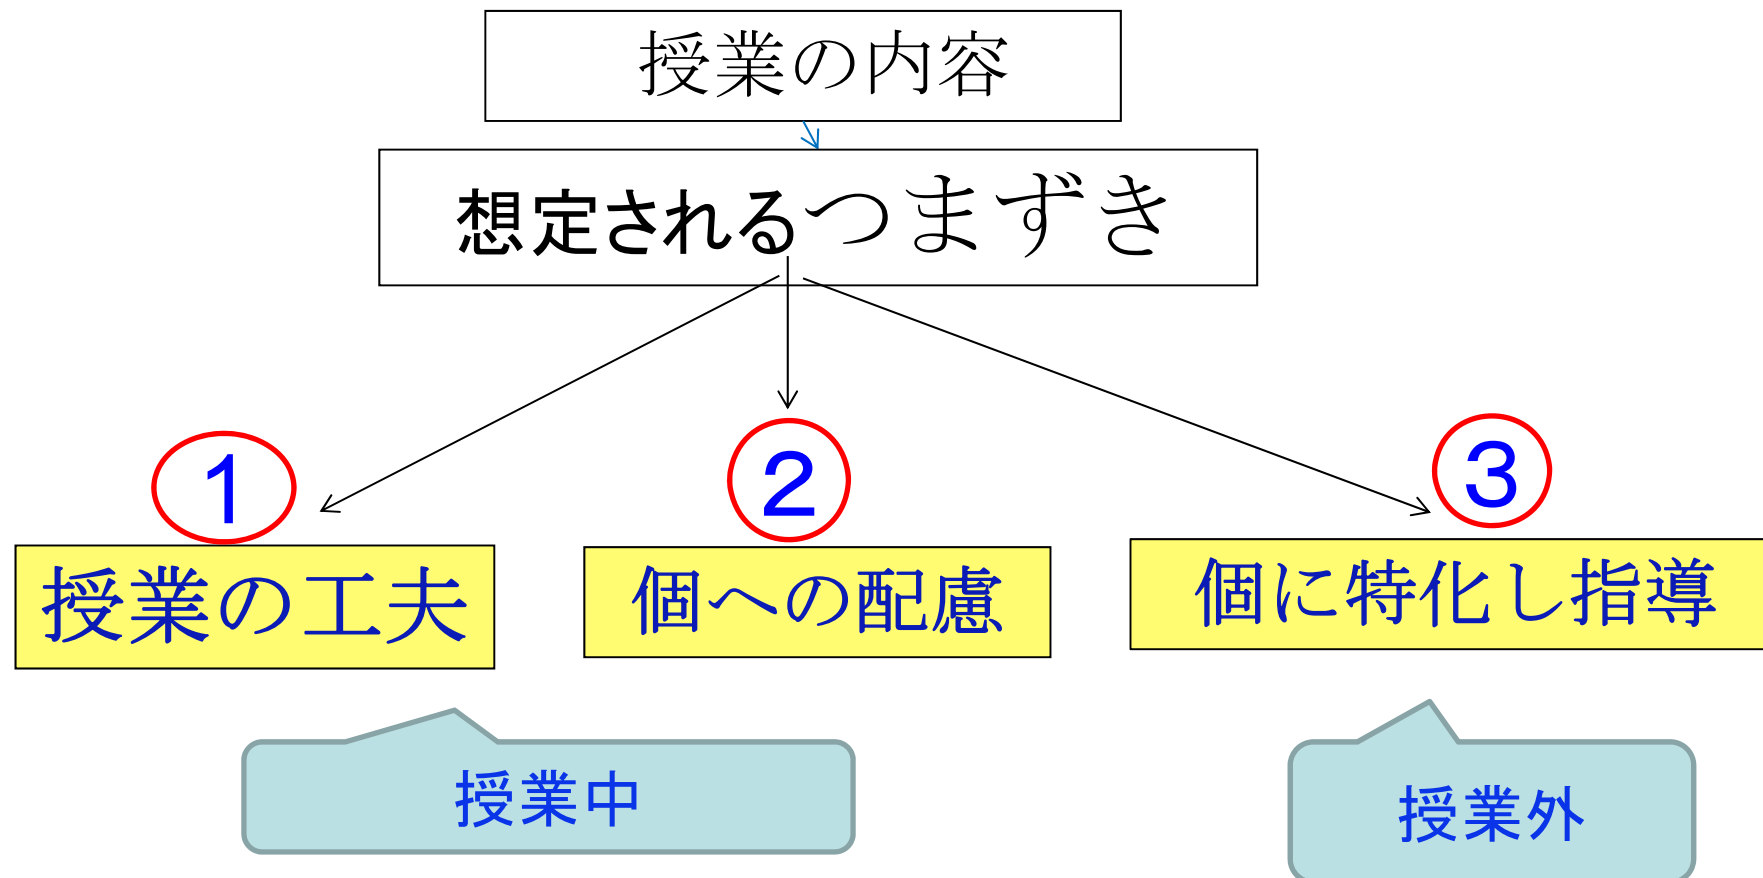 授業の内容
想定されるつまずき
1
2
3
授業の工夫
個への配慮
個に特化し指導
授業中
授業外